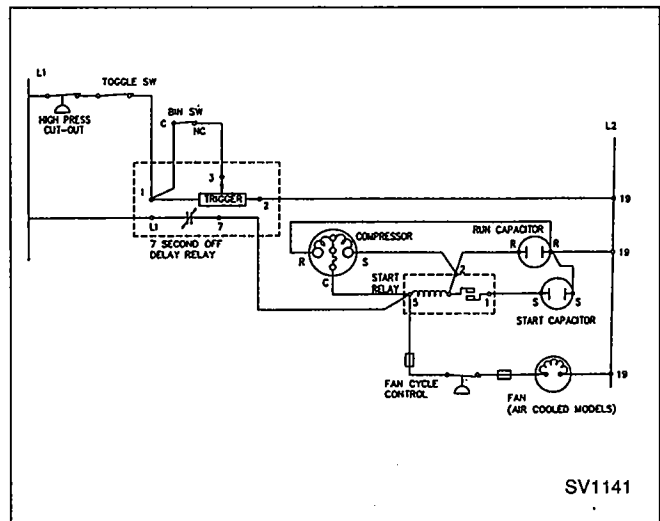 L1
TOGGLE SW
HIGH PRESS
CUT-OUT
C
BIN SW
NC
L2
3
1
TRIGGER
2
19
L1
7
7 SECOND OFF
DELAY RELAY
COMPRESSOR
RUN CAPACITOR
R
S
R
R
19
C
START
RELAY
2
5
1
S
S
START CAPACITOR
FAN CYCLE
CONTROL
FAN
(AIR COOLED MODELS)
19
SV1141